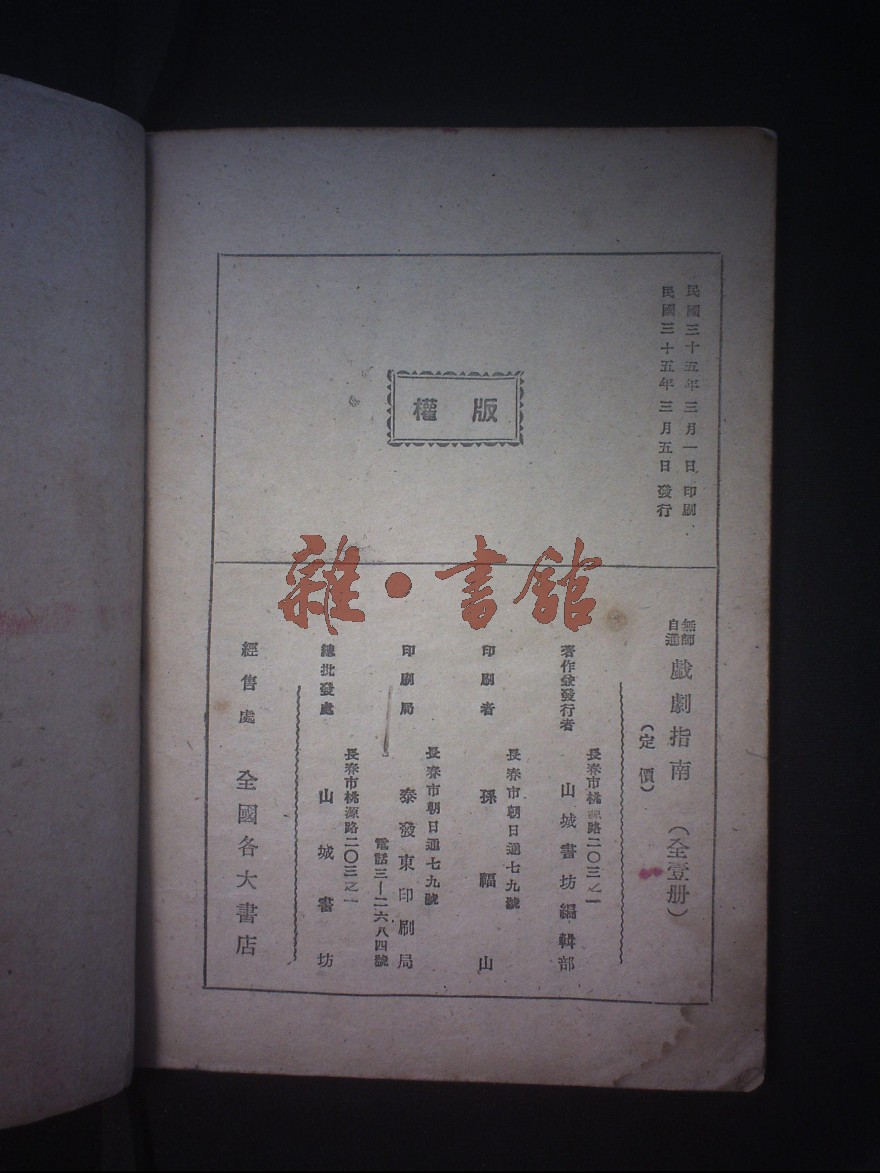 民國三十五年三月一日印刷
民國三十五年三月五日發行
版權
雜·書館
無師自通 戲劇指南 (全壹册)
(定價)
長春市桃源路二〇三之一
著作兼發行者 山城書坊編輯部
長春市朝日通七九號
印刷者 孫福山
長春市朝日通七九號
印刷局 泰發東印刷局
電話三—二六八四號
長春市桃源路二〇三之一
總批發處 山城書坊
經售處 全國各大書店